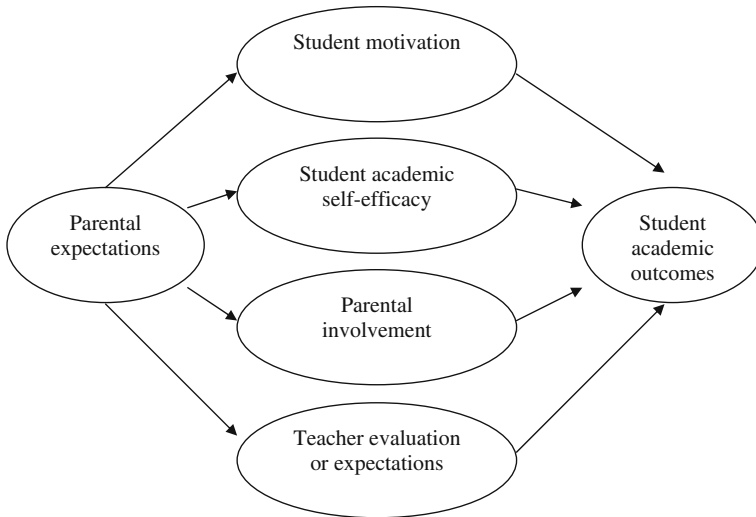 Student motivation
Student academic
self-efficacy
Parental
expectations
Student
academic
outcomes
Parental
involvement
Teacher evaluation
or expectations